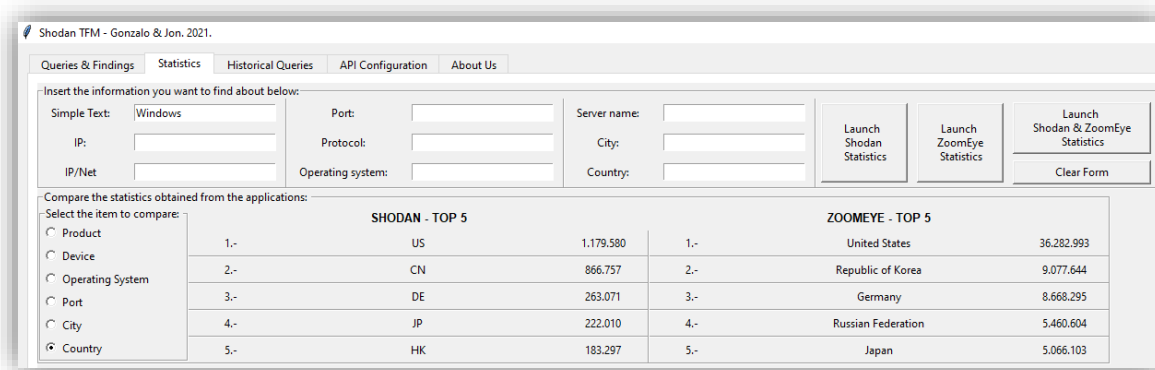 Shodan TFM - Gonzalo & Jon. 2021.
Queries & Findings Statistics Historical Queries API Configuration About Us
Insert the information you want to find about below:
Simple Text: Windows Port: Server name:
IP: Protocol: City:
IP/Net Operating system: Country:
Launch
Shodan
Statistics
Launch
ZoomEye
Statistics
Launch
Shodan & ZoomEye
Statistics
Clear Form
Compare the statistics obtained from the applications:
Select the item to compare:
Product
Device
Operating System
Port
City
Country
SHODAN - TOP 5
1.- US 1.179.580
2.- CN 866.757
3.- DE 263.071
4.- JP 222.010
5.- HK 183.297
ZOOMEYE - TOP 5
1.- United States 36.282.993
2.- Republic of Korea 9.077.644
3.- Germany 8.668.295
4.- Russian Federation 5.460.604
5.- Japan 5.066.103